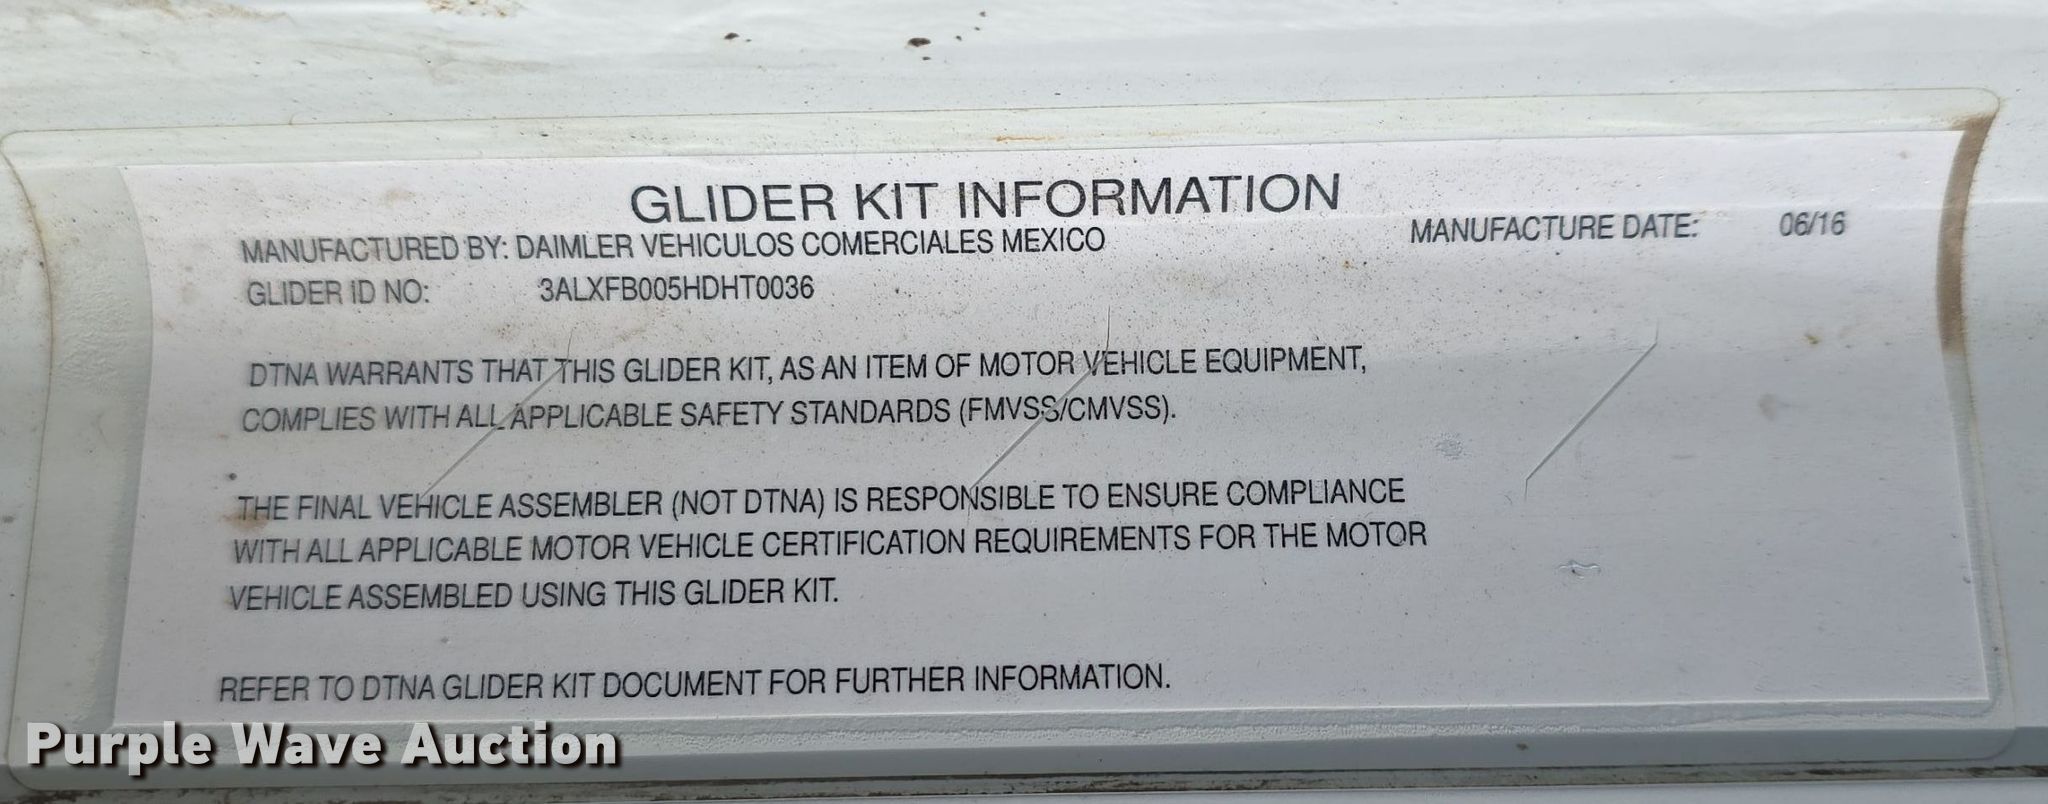 GLIDER KIT INFORMATION
MANUFACTURED BY: DAIMLER VEHICULOS COMERCIALES MEXICO MANUFACTURE DATE: 06/16
GLIDER ID NO: 3ALXFB005HDHT0036
DTNA WARRANTS THAT THIS GLIDER KIT, AS AN ITEM OF MOTOR VEHICLE EQUIPMENT,
COMPLIES WITH ALL APPLICABLE SAFETY STANDARDS (FMVSS/CMVSS).
THE FINAL VEHICLE ASSEMBLER (NOT DTNA) IS RESPONSIBLE TO ENSURE COMPLIANCE
WITH ALL APPLICABLE MOTOR VEHICLE CERTIFICATION REQUIREMENTS FOR THE MOTOR
VEHICLE ASSEMBLED USING THIS GLIDER KIT.
REFER TO DTNA GLIDER KIT DOCUMENT FOR FURTHER INFORMATION.
Purple Wave Auction